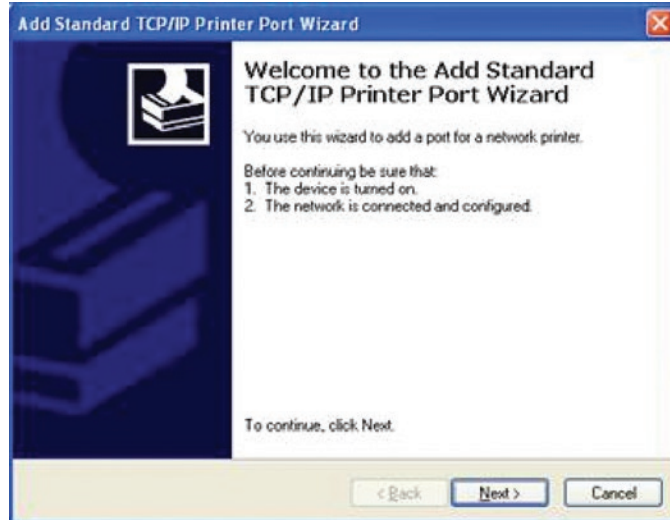 Add Standard TCP/IP Printer Port Wizard
Welcome to the Add Standard
TCP/IP Printer Port Wizard
You use this wizard to add a port for a network printer.
Before continuing be sure that:
1. The device is turned on.
2. The network is connected and configured.
To continue, click Next.
< Back Next > Cancel